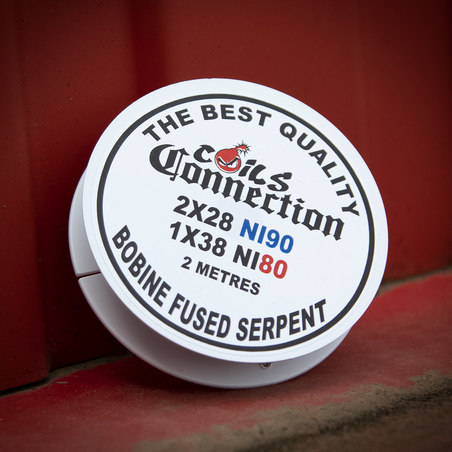 THE BEST QUALITY
COILS
Connection
2X28 NI90
1X38 NI80
2 METRES
BOBINE FUSED SERPENT